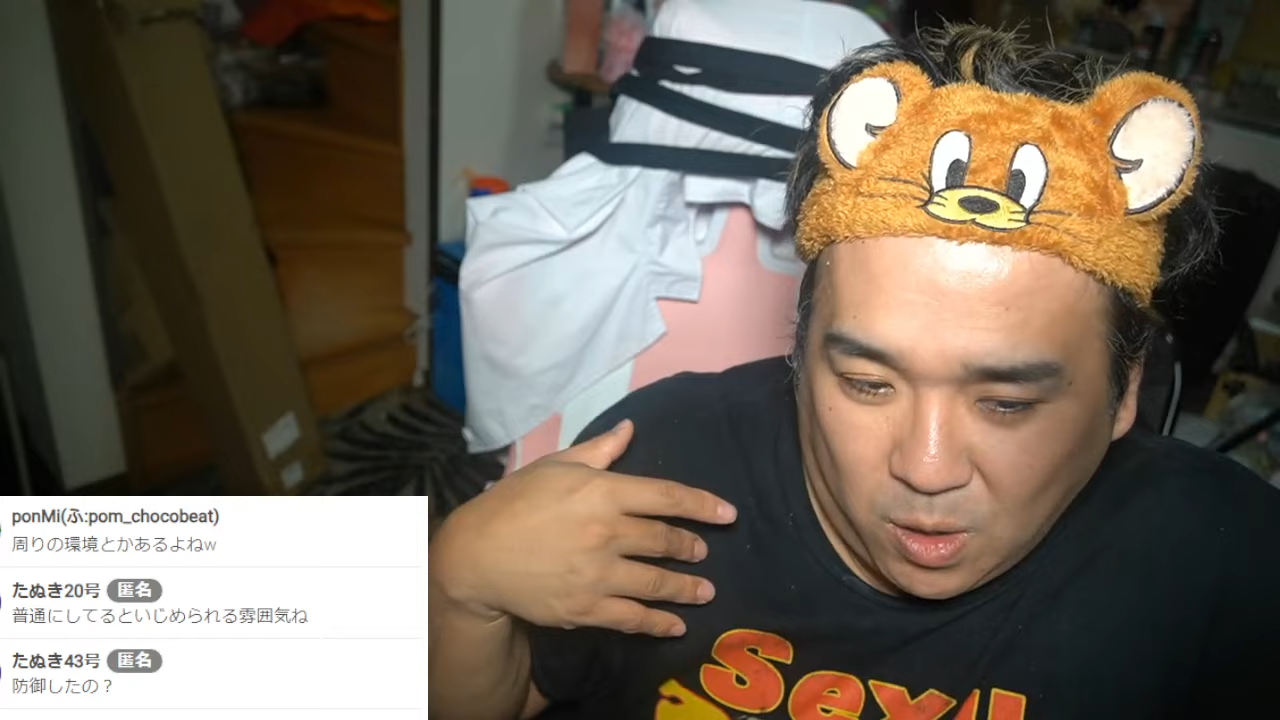 ponMi(ふ:pom_chocobeat)
周りの環境とかあるよねw
たぬき20号 匿名
普通にしてるといじめられる雰囲気ね
たぬき43号 匿名
防御したの？
Sexy